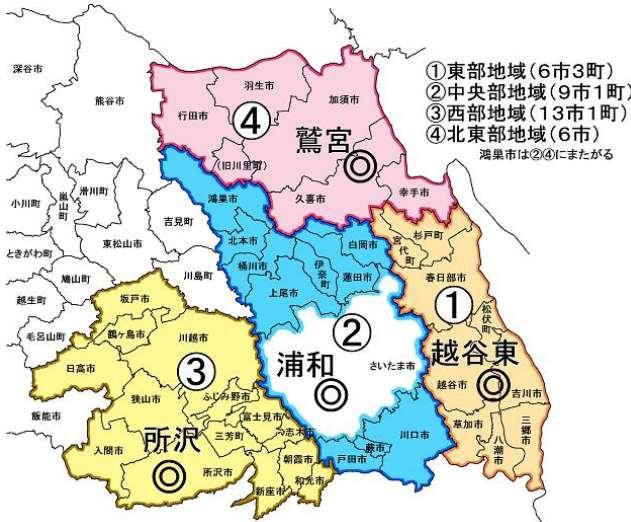 深谷市
熊谷市
行田市
羽生市
加須市
④
鷲宮
(旧川里町)
久喜市
幸手市
①東部地域(6市3町)
②中央部地域(9市1町)
③西部地域(13市1町)
④北東部地域(6市)
鴻巣市は②④にまたがる
小川町
嵐山町
滑川町
吉見町
鴻巣市
北本市
白岡市
宮代町
杉戸町
ときがわ町
東松山市
桶川市
伊奈町
蓮田市
春日部市
鳩山町
川島町
上尾市
越生町
坂戸市
①
松伏町
毛呂山町
鶴ヶ島市
川越市
②
越谷東
日高市
③
浦和
さいたま市
越谷市
吉川市
飯能市
狭山市
ふじみ野市
富士見市
草加市
三郷市
入間市
所沢
三芳町
志木市
川口市
八潮市
所沢市
朝霞市
戸田市
蕨市
新座市
和光市